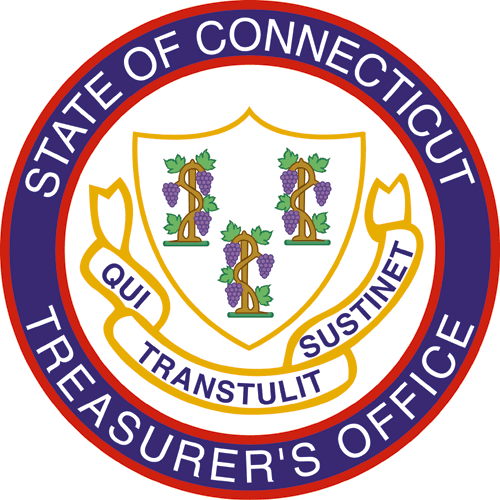 STATE OF CONNECTICUT
QUI
TRANSTULIT
SUSTINET
TREASURER'S OFFICE